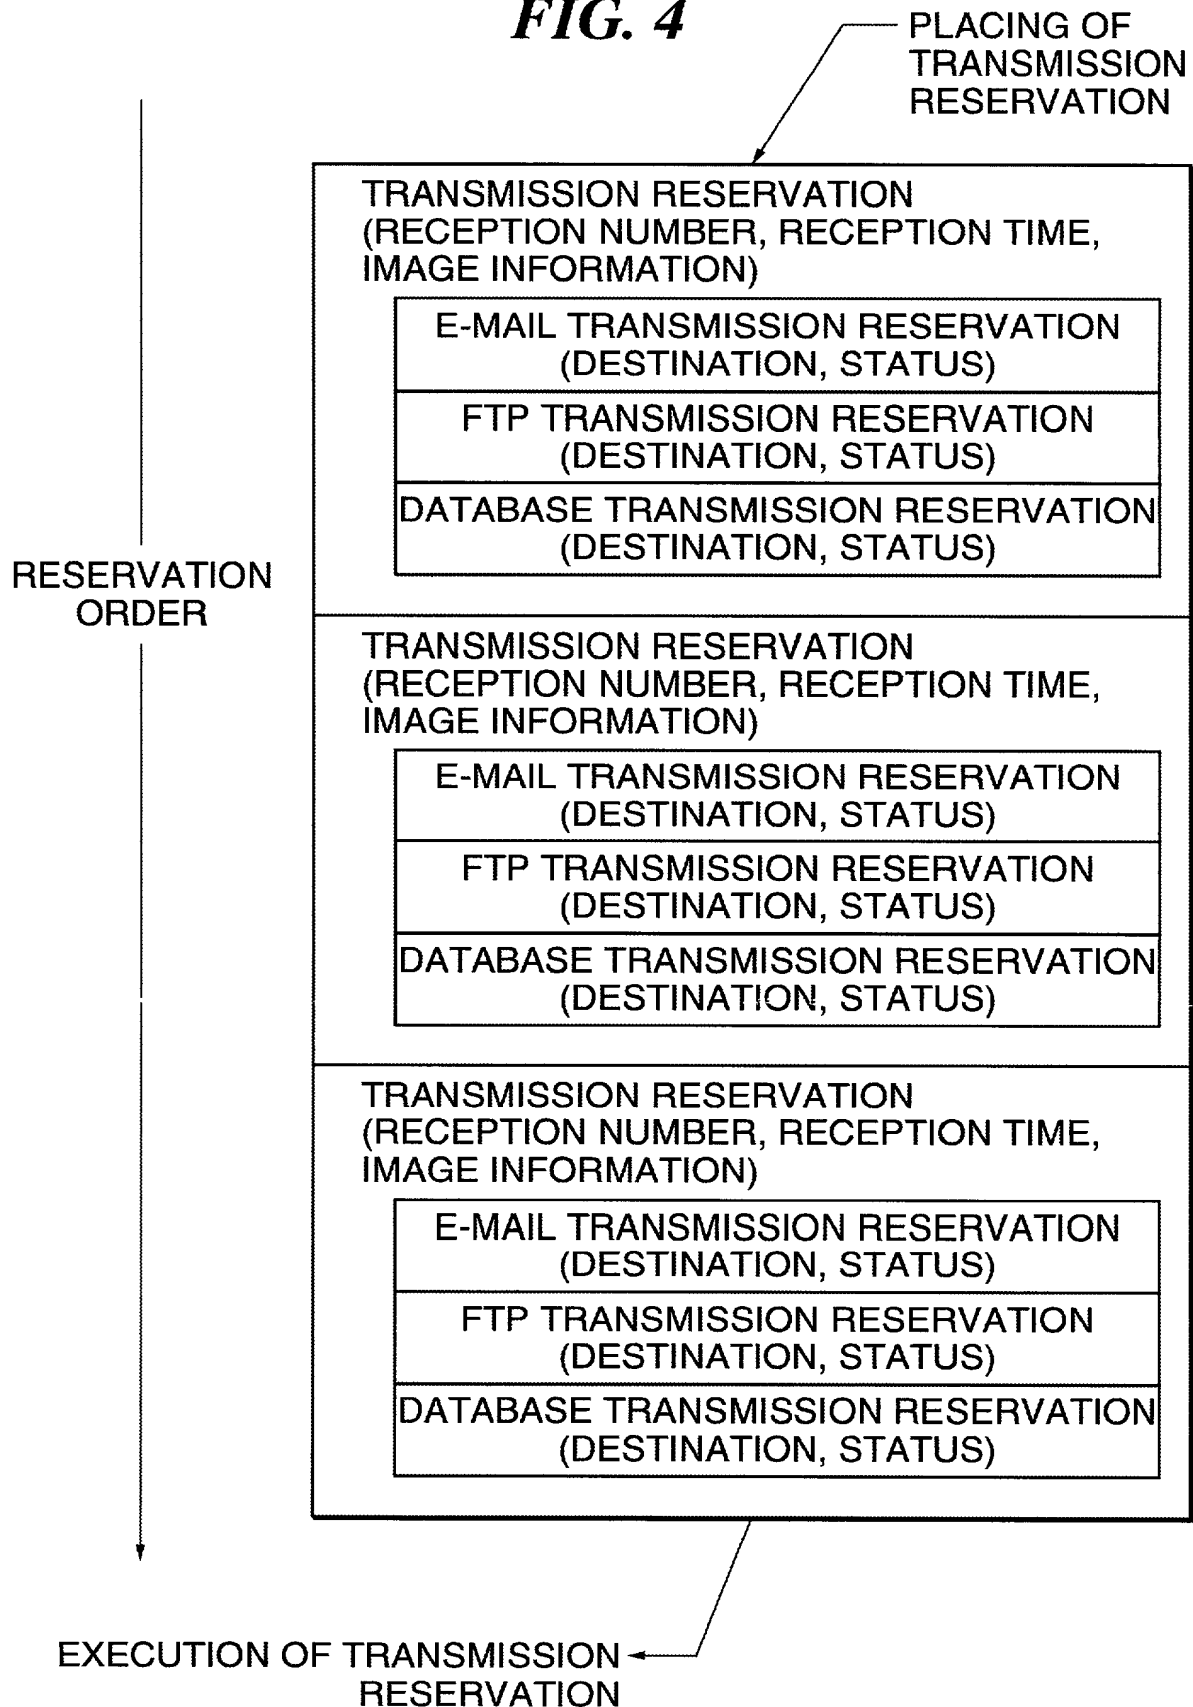 FIG. 4
PLACING OF
TRANSMISSION
RESERVATION
TRANSMISSION RESERVATION
(RECEPTION NUMBER, RECEPTION TIME,
IMAGE INFORMATION)
E-MAIL TRANSMISSION RESERVATION
(DESTINATION, STATUS)
FTP TRANSMISSION RESERVATION
(DESTINATION, STATUS)
DATABASE TRANSMISSION RESERVATION
(DESTINATION, STATUS)
RESERVATION
ORDER
TRANSMISSION RESERVATION
(RECEPTION NUMBER, RECEPTION TIME,
IMAGE INFORMATION)
E-MAIL TRANSMISSION RESERVATION
(DESTINATION, STATUS)
FTP TRANSMISSION RESERVATION
(DESTINATION, STATUS)
DATABASE TRANSMISSION RESERVATION
(DESTINATION, STATUS)
TRANSMISSION RESERVATION
(RECEPTION NUMBER, RECEPTION TIME,
IMAGE INFORMATION)
E-MAIL TRANSMISSION RESERVATION
(DESTINATION, STATUS)
FTP TRANSMISSION RESERVATION
(DESTINATION, STATUS)
DATABASE TRANSMISSION RESERVATION
(DESTINATION, STATUS)
EXECUTION OF TRANSMISSION
RESERVATION